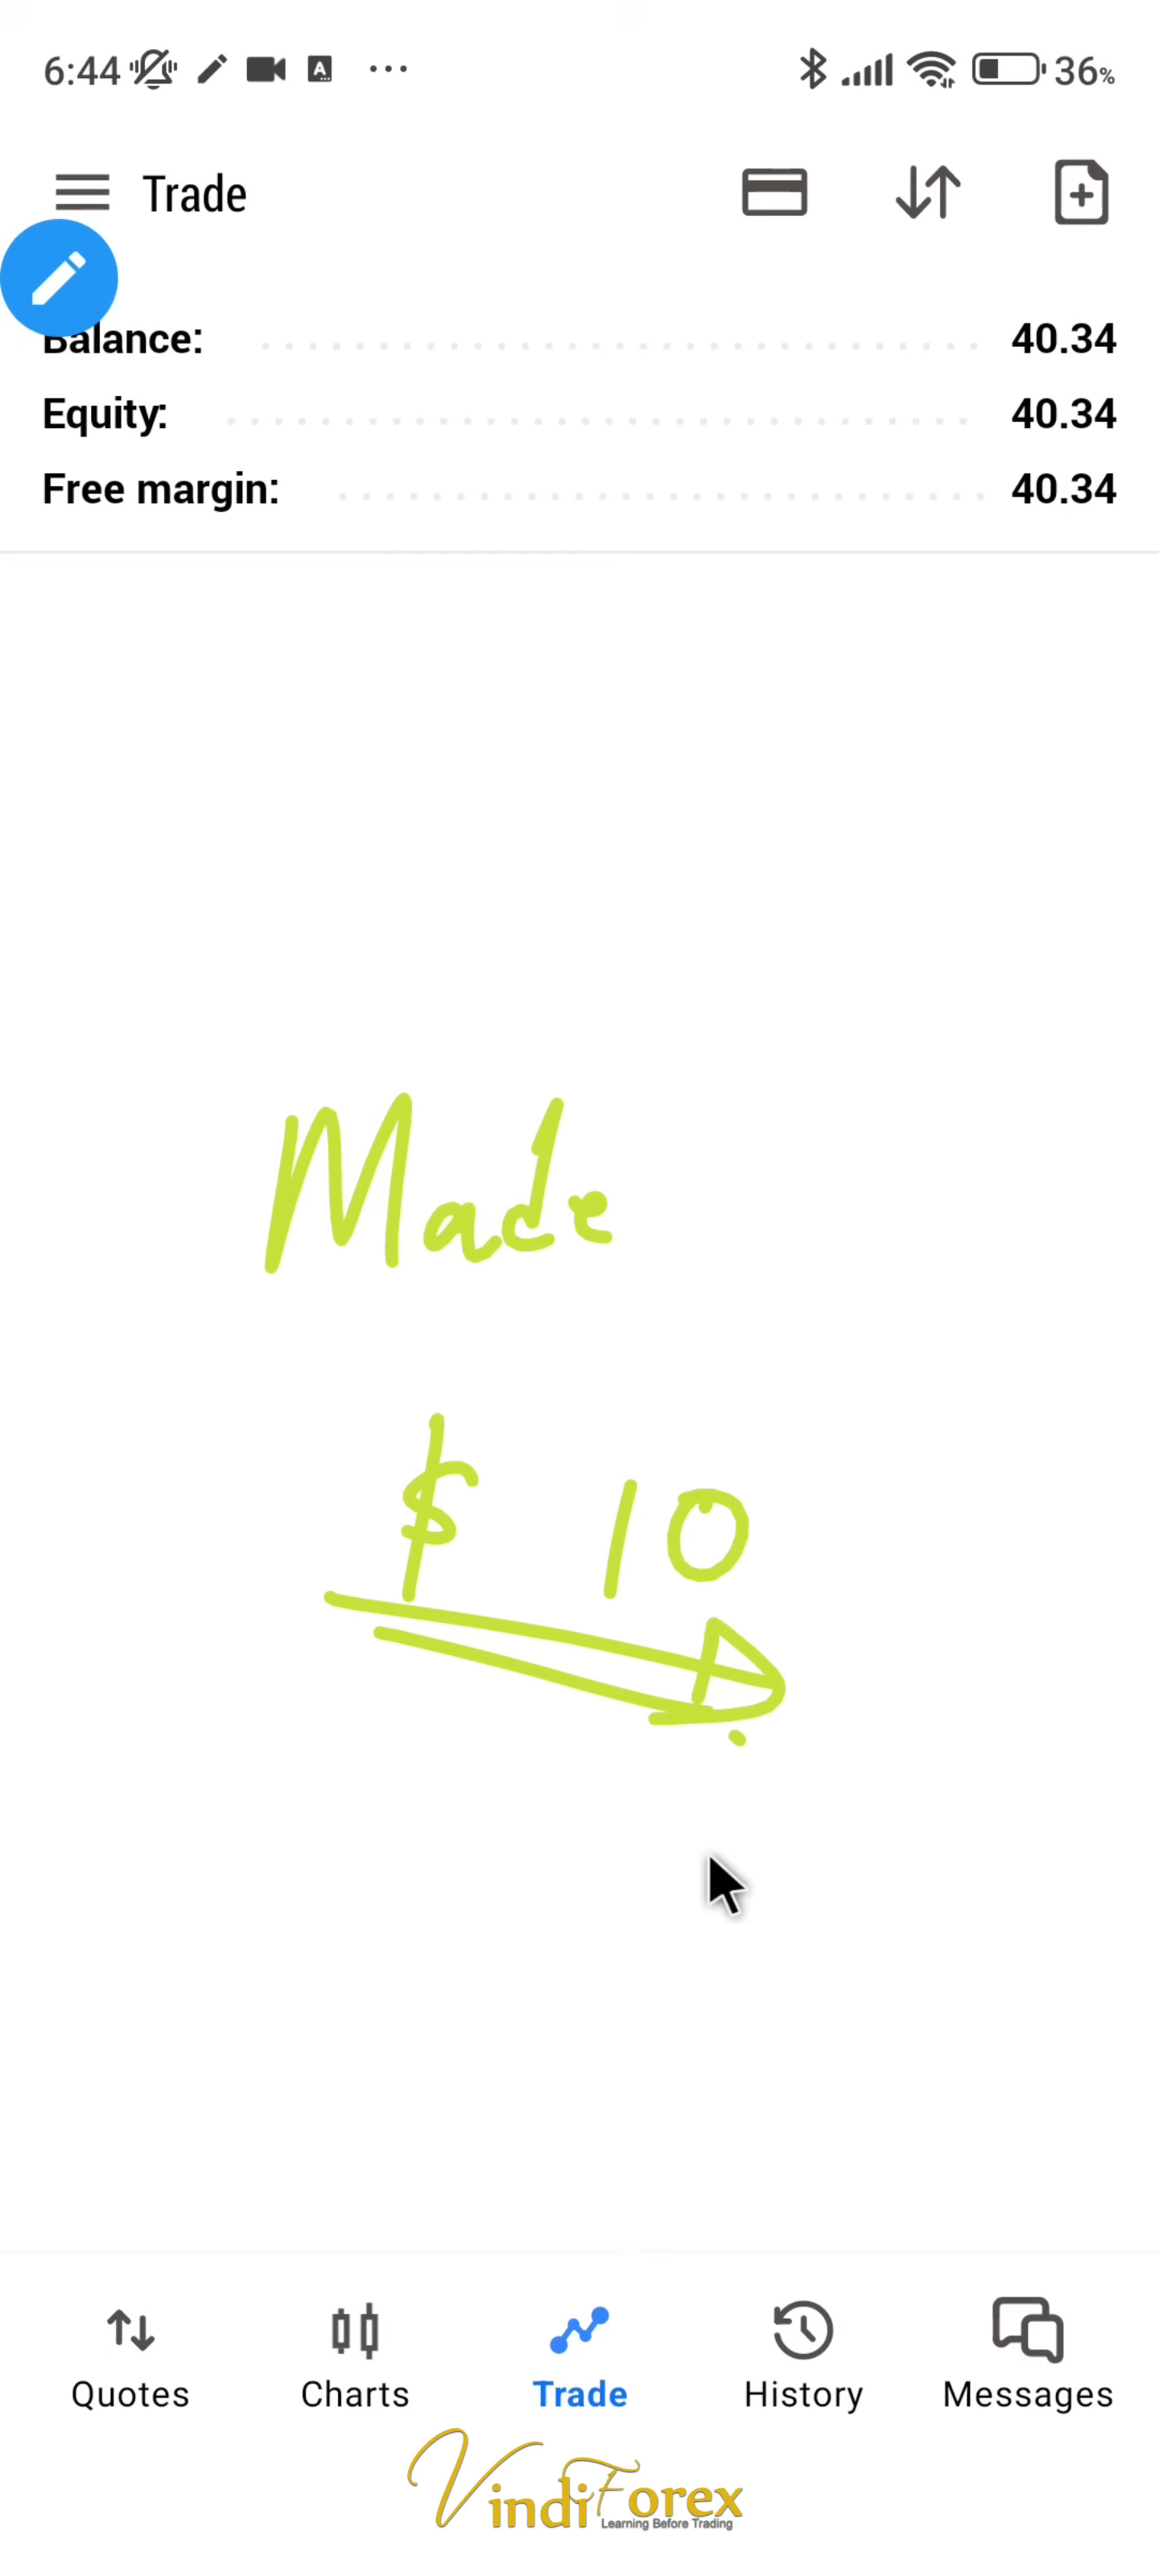 6:44 36%
Trade
Balance: 40.34
Equity: 40.34
Free margin: 40.34
Made
$ 10
Quotes Charts Trade History Messages
VindiForex
Learning Before Trading